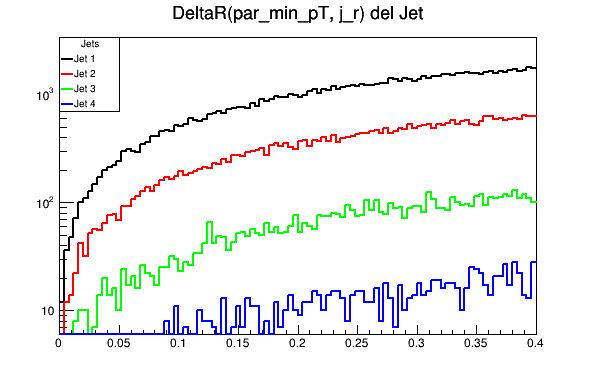 DeltaR(par_min_pT, j_r) del Jet
Jets
Jet 1
Jet 2
Jet 3
Jet 4
10³
10²
10
0 0.05 0.1 0.15 0.2 0.25 0.3 0.35 0.4